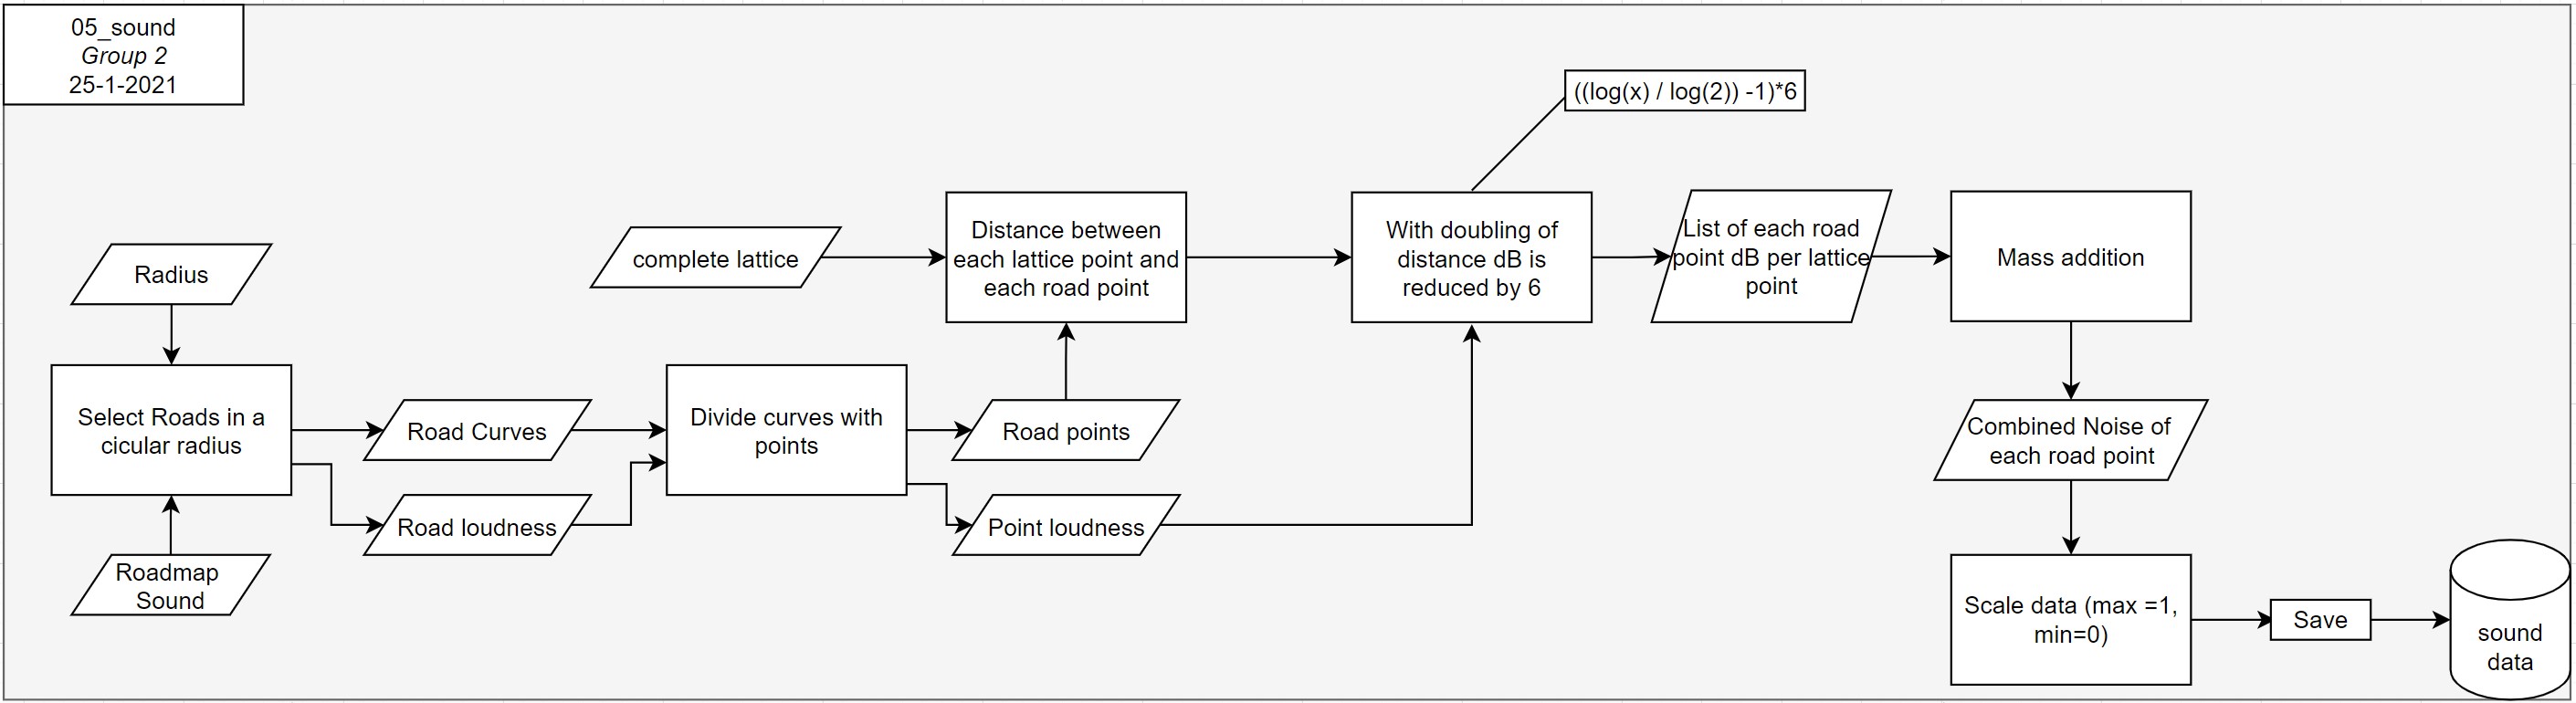 05_sound
Group 2
25-1-2021
((log(x) / log(2)) -1)*6
Radius
complete lattice
Distance between
each lattice point and
each road point
With doubling of
distance dB is
reduced by 6
List of each road
point dB per lattice
point
Mass addition
Select Roads in a
cicular radius
Road Curves
Road loudness
Divide curves with
points
Road points
Point loudness
Combined Noise of
each road point
Roadmap
Sound
Scale data (max =1,
min=0)
Save
sound
data